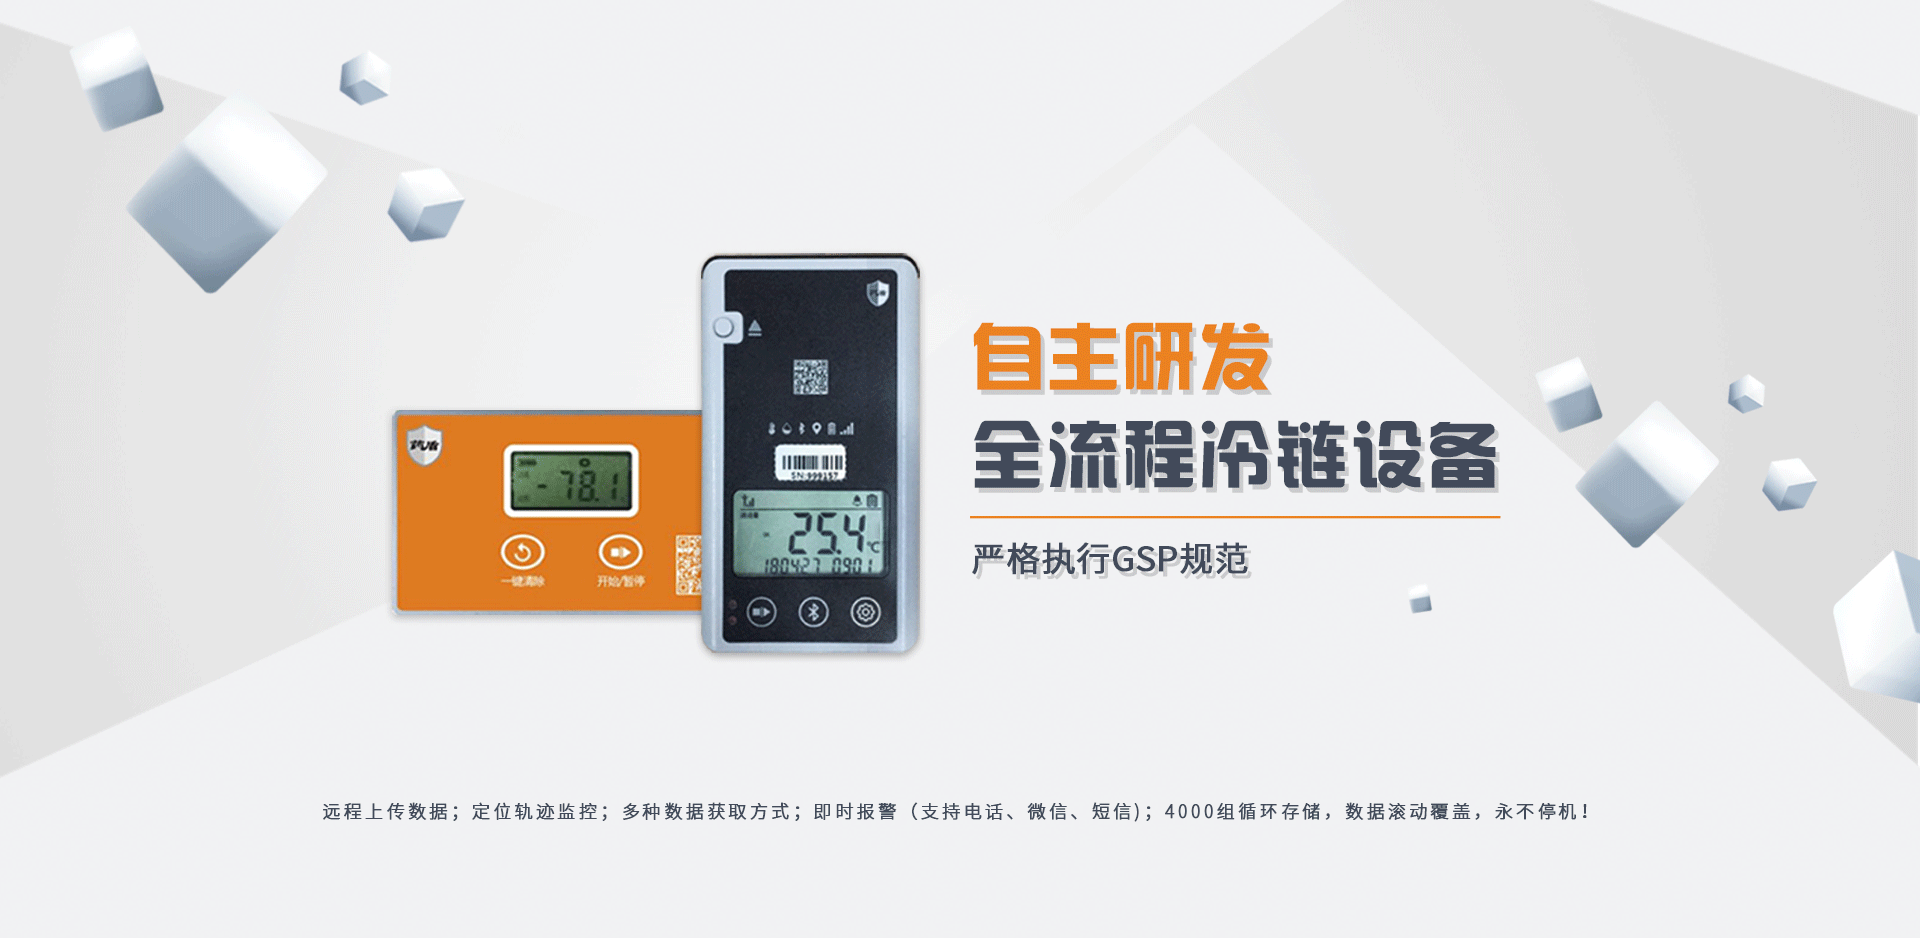 自主研发
全流程冷链设备
严格执行GSP规范
-78.1
一键清除
开始/暂停
SN:999157
25.4
℃
180427 0901
远程上传数据；定位轨迹监控；多种数据获取方式；即时报警（支持电话、微信、短信）；4000组循环存储，数据滚动覆盖，永不停机！